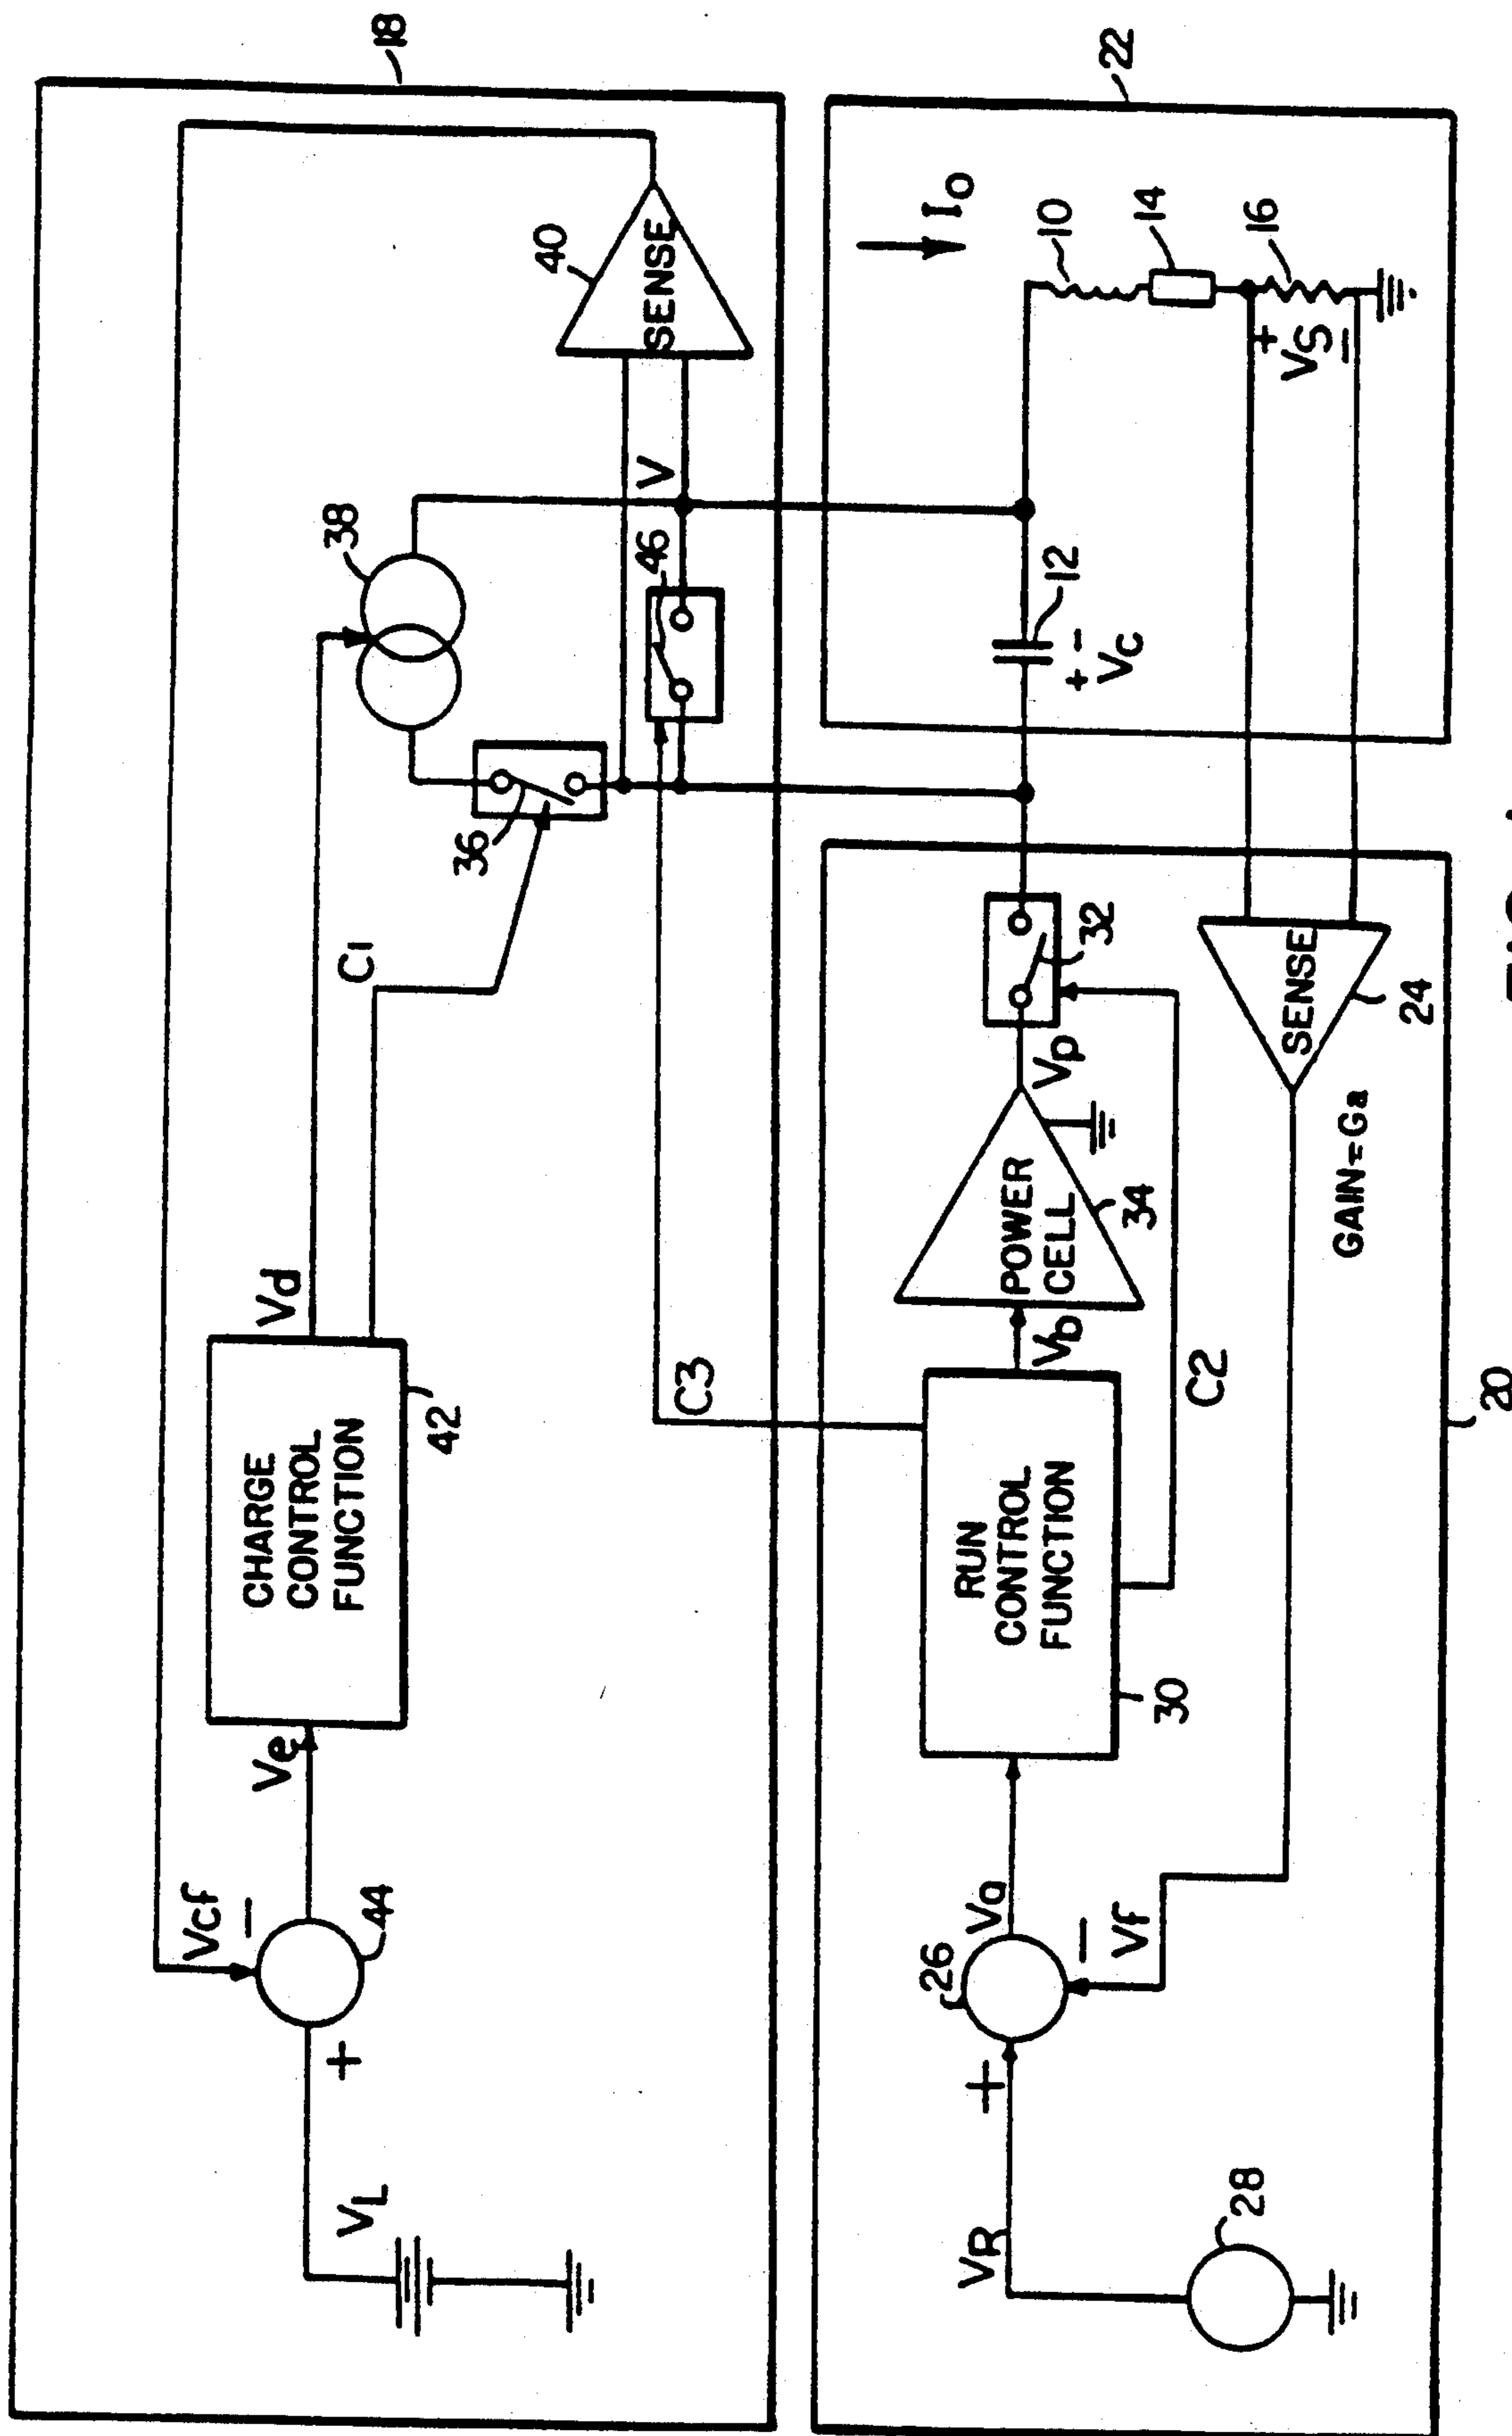 18
Vcf
−
Ve
CHARGE
CONTROL
FUNCTION
42
Vd
C1
38
40
SENSE
44
+
VL
36
46
V
C3
22
Io
10
14
16
+
Vs
−
12
+ −
Vc
26
Va
+
VR
−
Vf
28
RUN
CONTROL
FUNCTION
30
Vb
POWER
CELL
34
Vp
32
C2
SENSE
24
GAIN=Ga
20